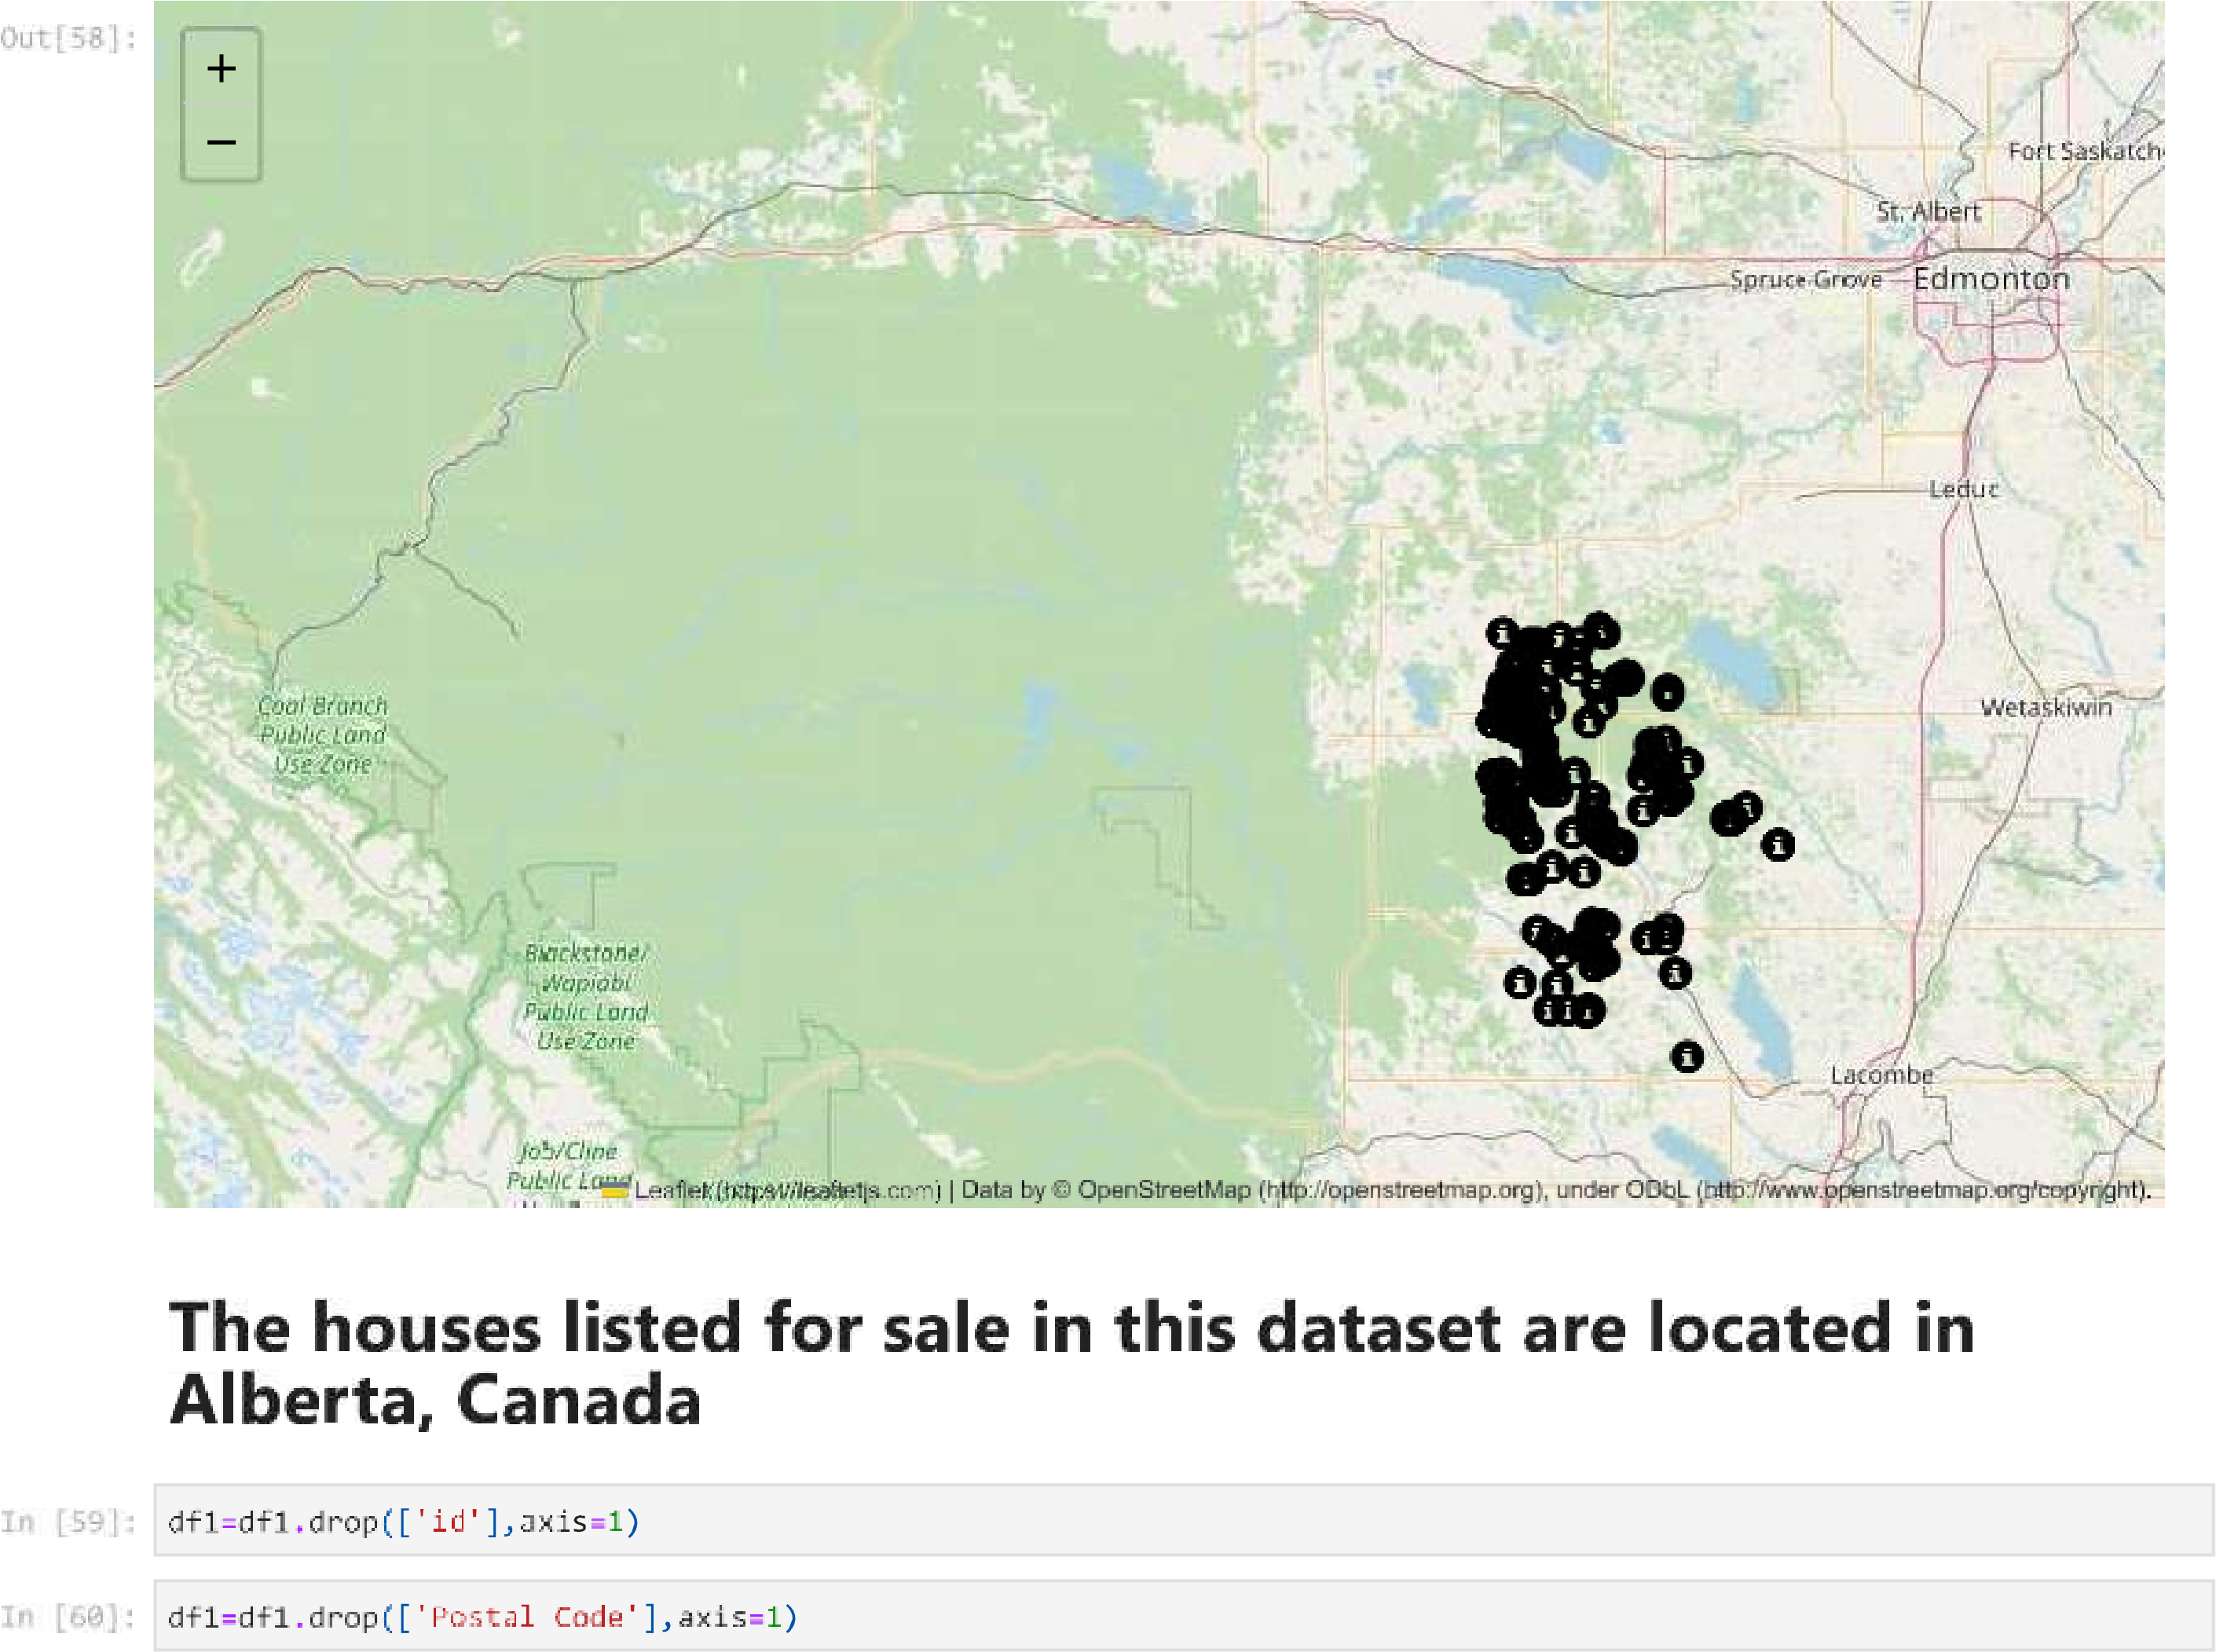 Out[58]:
+
−
Fort Saskatch
St. Albert
Spruce Grove
Edmonton
Leduc
Wetaskiwin
Coal Branch
Public Land
Use Zone
Blackstone/
Wapiabi
Public Land
Use Zone
Lacombe
Job/Cline
Public Land
Leaflet (https://leafletjs.com) | Data by © OpenStreetMap (http://openstreetmap.org), under ODbL (http://www.openstreetmap.org/copyright).
The houses listed for sale in this dataset are located in
Alberta, Canada
In [59]:
df1=df1.drop(['id'],axis=1)
In [60]:
df1=df1.drop(['Postal Code'],axis=1)